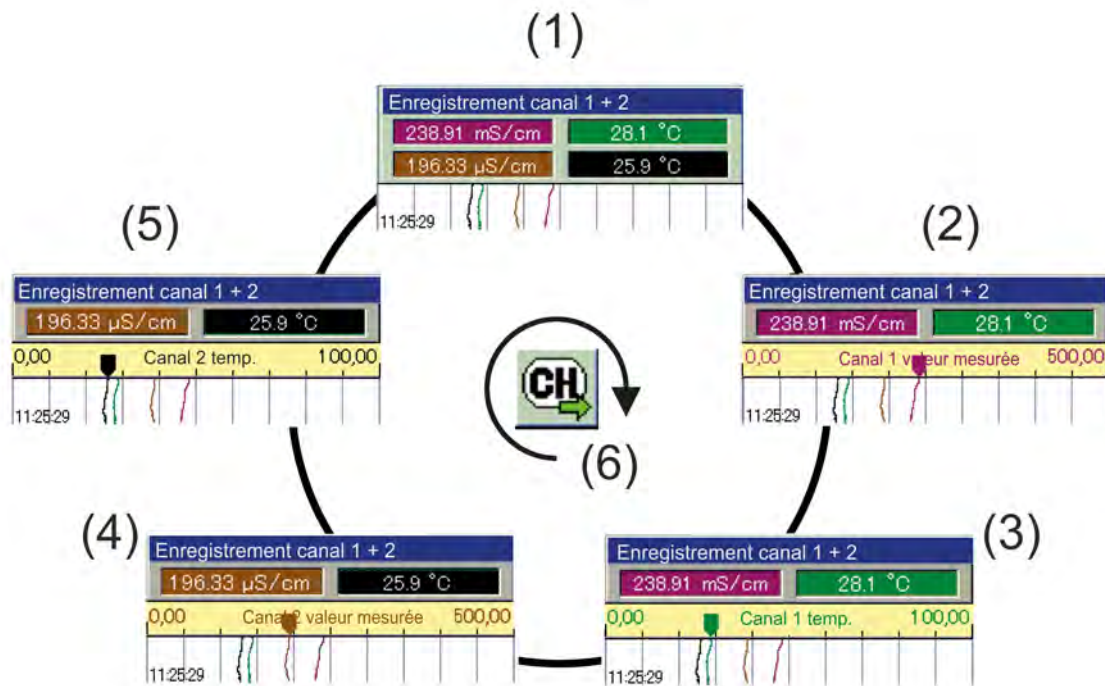 (1)
Enregistrement canal 1 + 2
238.91 mS/cm 28.1 °C
196.33 µS/cm 25.9 °C
11:25:29
(2)
Enregistrement canal 1 + 2
238.91 mS/cm 28.1 °C
0,00 Canal 1 valeur mesurée 500,00
11:25:29
(3)
Enregistrement canal 1 + 2
238.91 mS/cm 28.1 °C
0,00 Canal 1 temp. 100,00
11:25:29
(4)
Enregistrement canal 1 + 2
196.33 µS/cm 25.9 °C
0,00 Canal 2 valeur mesurée 500,00
11:25:29
(5)
Enregistrement canal 1 + 2
196.33 µS/cm 25.9 °C
0,00 Canal 2 temp. 100,00
11:25:29
CH
(6)